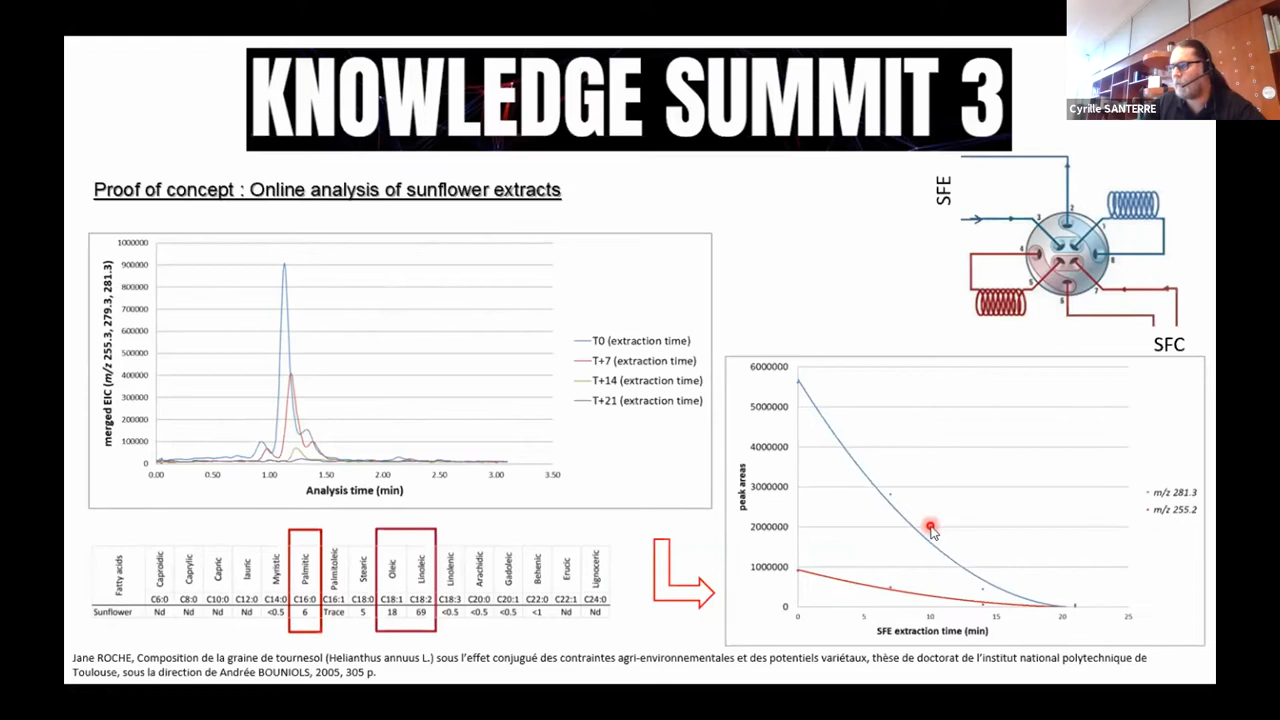 KNOWLEDGE SUMMIT 3
Cyrille SANTERRE
Proof of concept : Online analysis of sunflower extracts
SFE
2
3
1
4
8
5
7
6
SFC
merged EIC (m/z 255.3, 279.3, 281.3)
1000000
900000
800000
700000
600000
500000
400000
300000
200000
100000
0
0.00 0.50 1.00 1.50 2.00 2.50 3.00 3.50
Analysis time (min)
T0 (extraction time)
T+7 (extraction time)
T+14 (extraction time)
T+21 (extraction time)
peak areas
6000000
5000000
4000000
3000000
2000000
1000000
0
0 5 10 15 20 25
SFE extraction time (min)
m/z 281.3
m/z 255.2
Fatty acids Caproidic Caprylic Capric lauric Myristic Palmitic Palmitoleic Stearic Oleic Linoleic Linolenic Arachidic Gadoleic Behenic Erucic Lignoceric
C6:0 C8:0 C10:0 C12:0 C14:0 C16:0 C16:1 C18:0 C18:1 C18:2 C18:3 C20:0 C20:1 C22:0 C22:1 C24:0
Sunflower Nd Nd Nd Nd <0.5 6 Trace 5 18 69 <0.5 <0.5 <0.5 <1 Nd Nd
Jane ROCHE, Composition de la graine de tournesol (Helianthus annuus L.) sous l'effet conjugué des contraintes agri-environnementales et des potentiels variétaux, thèse de doctorat de l'institut national polytechnique de
Toulouse, sous la direction de Andrée BOUNIOLS, 2005, 305 p.